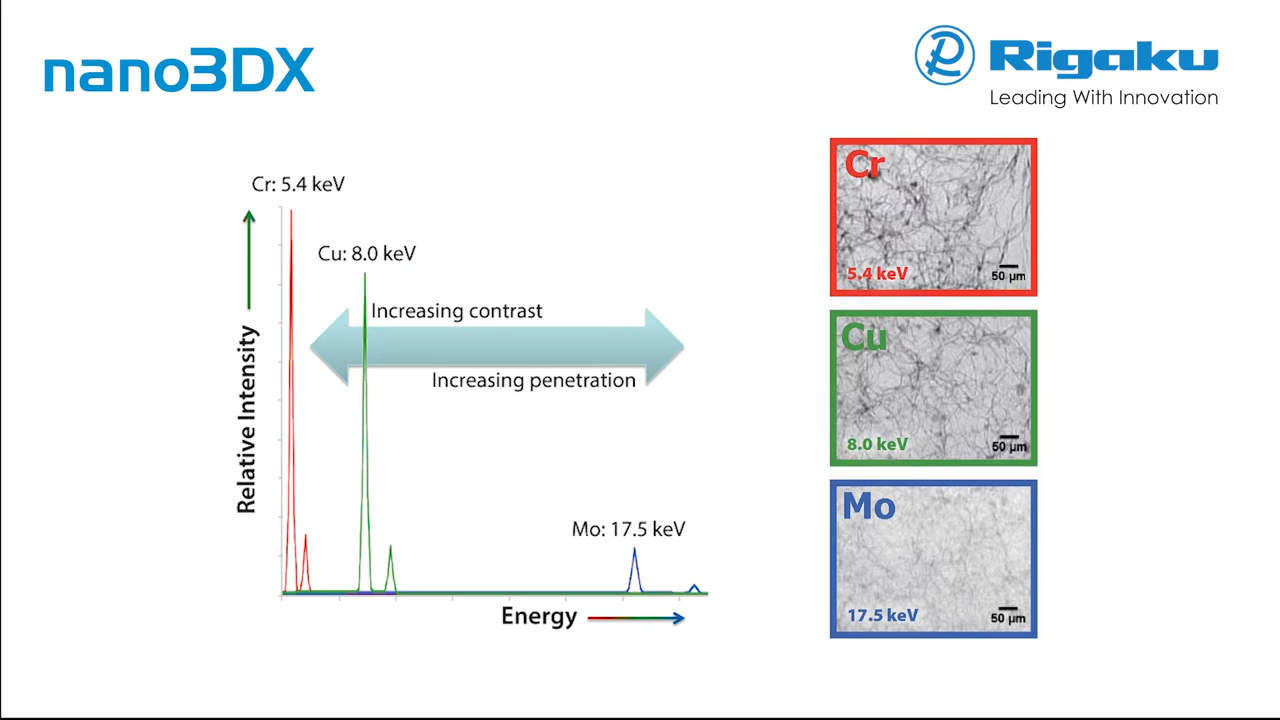 nano3DX
Rigaku
Leading With Innovation
Cr: 5.4 keV
Cu: 8.0 keV
Increasing contrast
Increasing penetration
Mo: 17.5 keV
Relative Intensity
Energy
Cr
5.4 keV
50 µm
Cu
8.0 keV
50 µm
Mo
17.5 keV
50 µm